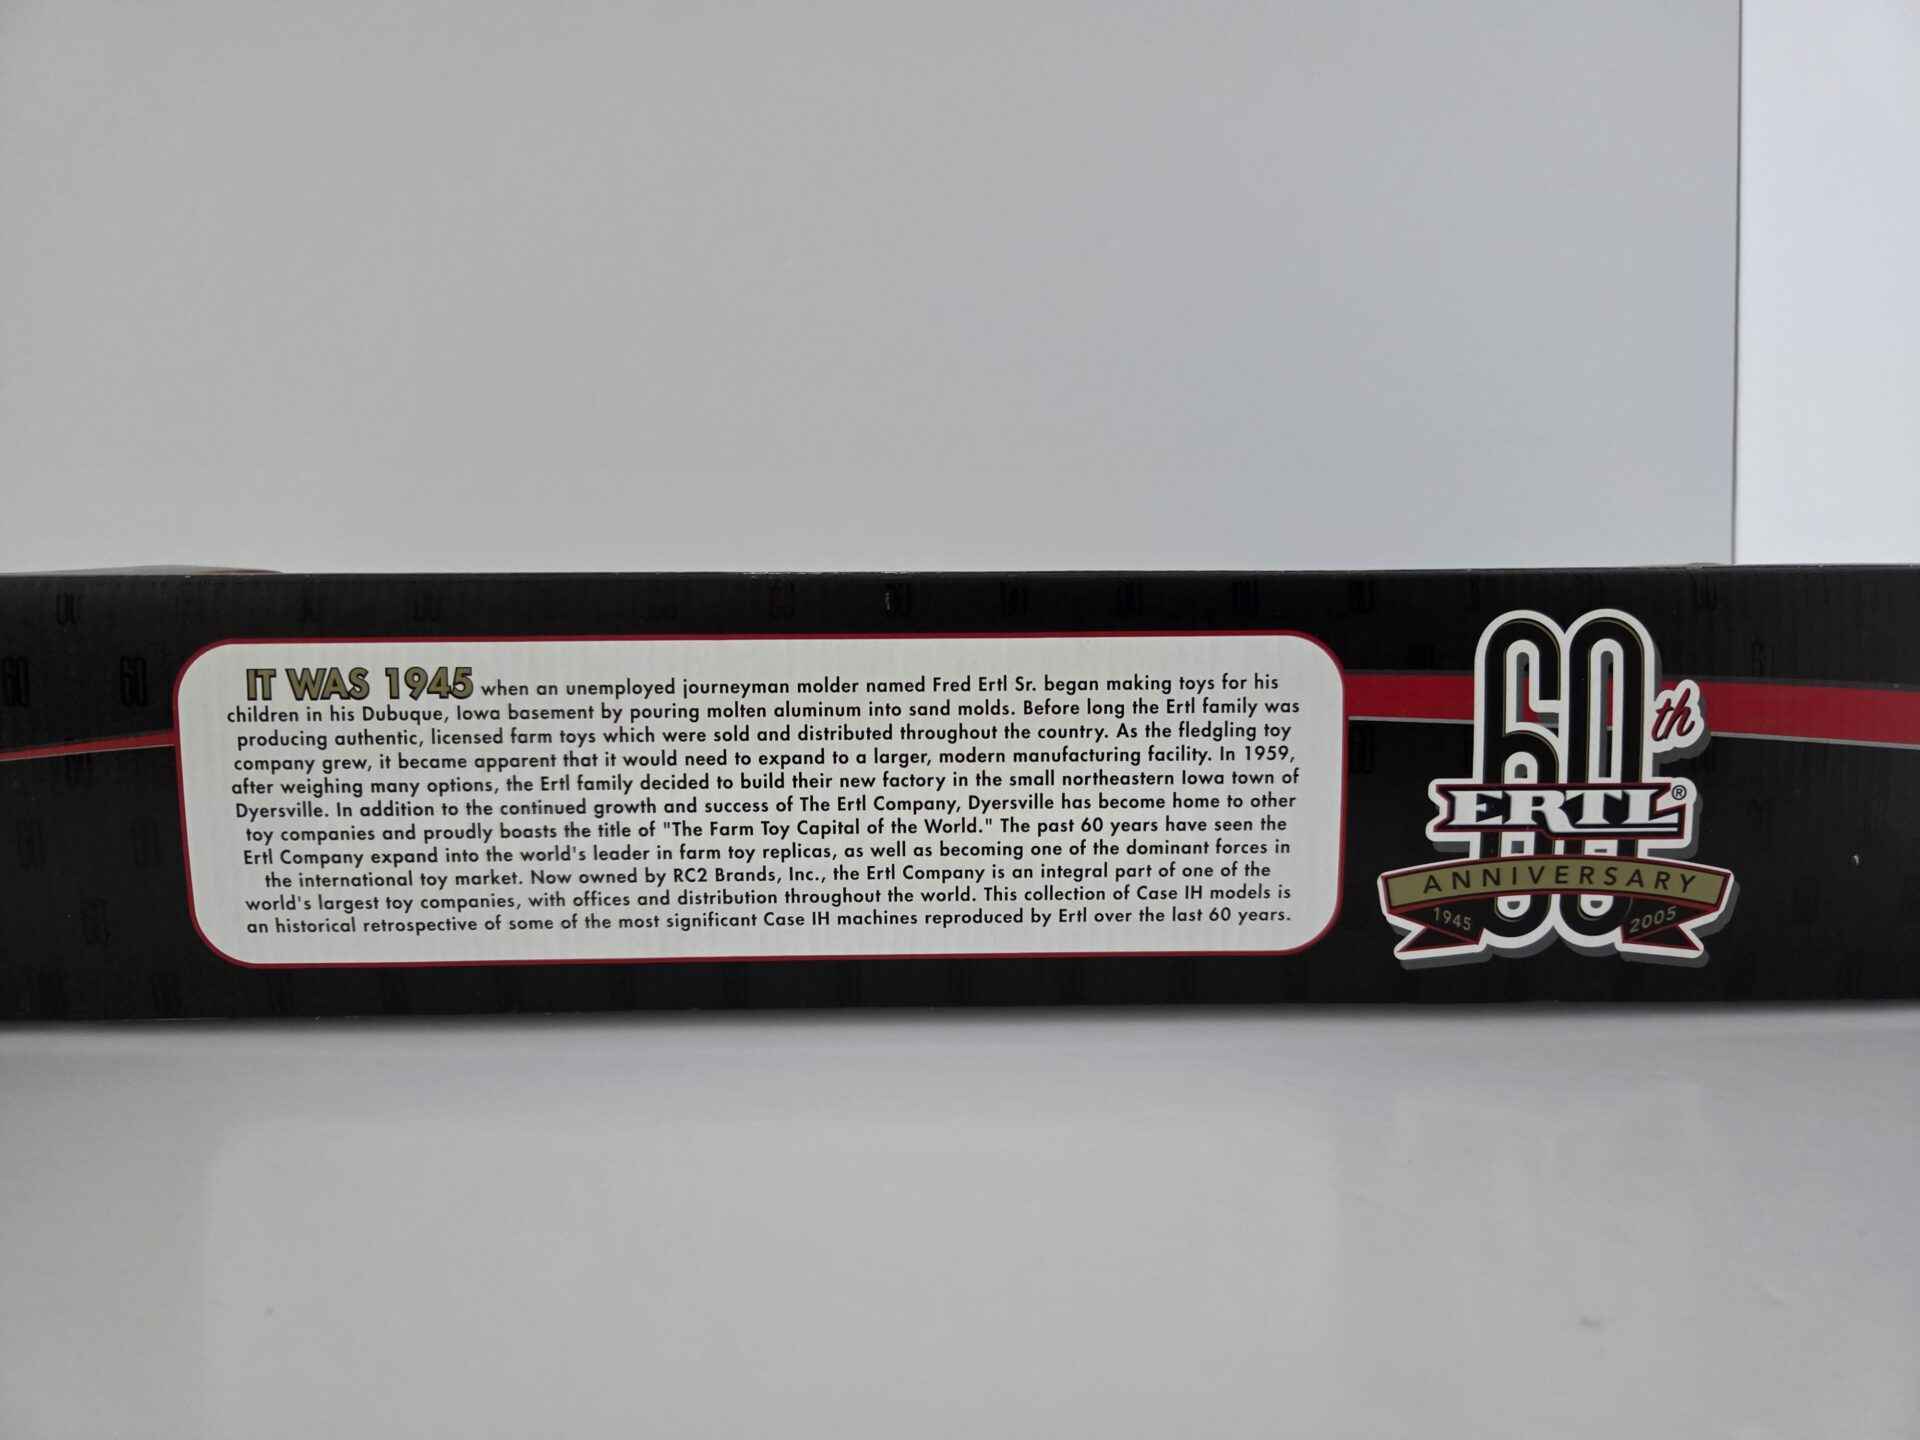 IT WAS 1945 when an unemployed journeyman molder named Fred Ertl Sr. began making toys for his
children in his Dubuque, Iowa basement by pouring molten aluminum into sand molds. Before long the Ertl family was
producing authentic, licensed farm toys which were sold and distributed throughout the country. As the fledgling toy
company grew, it became apparent that it would need to expand to a larger, modern manufacturing facility. In 1959,
after weighing many options, the Ertl family decided to build their new factory in the small northeastern Iowa town of
Dyersville. In addition to the continued growth and success of The Ertl Company, Dyersville has become home to other
toy companies and proudly boasts the title of "The Farm Toy Capital of the World." The past 60 years have seen the
Ertl Company expand into the world's leader in farm toy replicas, as well as becoming one of the dominant forces in
the international toy market. Now owned by RC2 Brands, Inc., the Ertl Company is an integral part of one of the
world's largest toy companies, with offices and distribution throughout the world. This collection of Case IH models is
an historical retrospective of some of the most significant Case IH machines reproduced by Ertl over the last 60 years.
60th
ERTL®
ANNIVERSARY
1945 2005